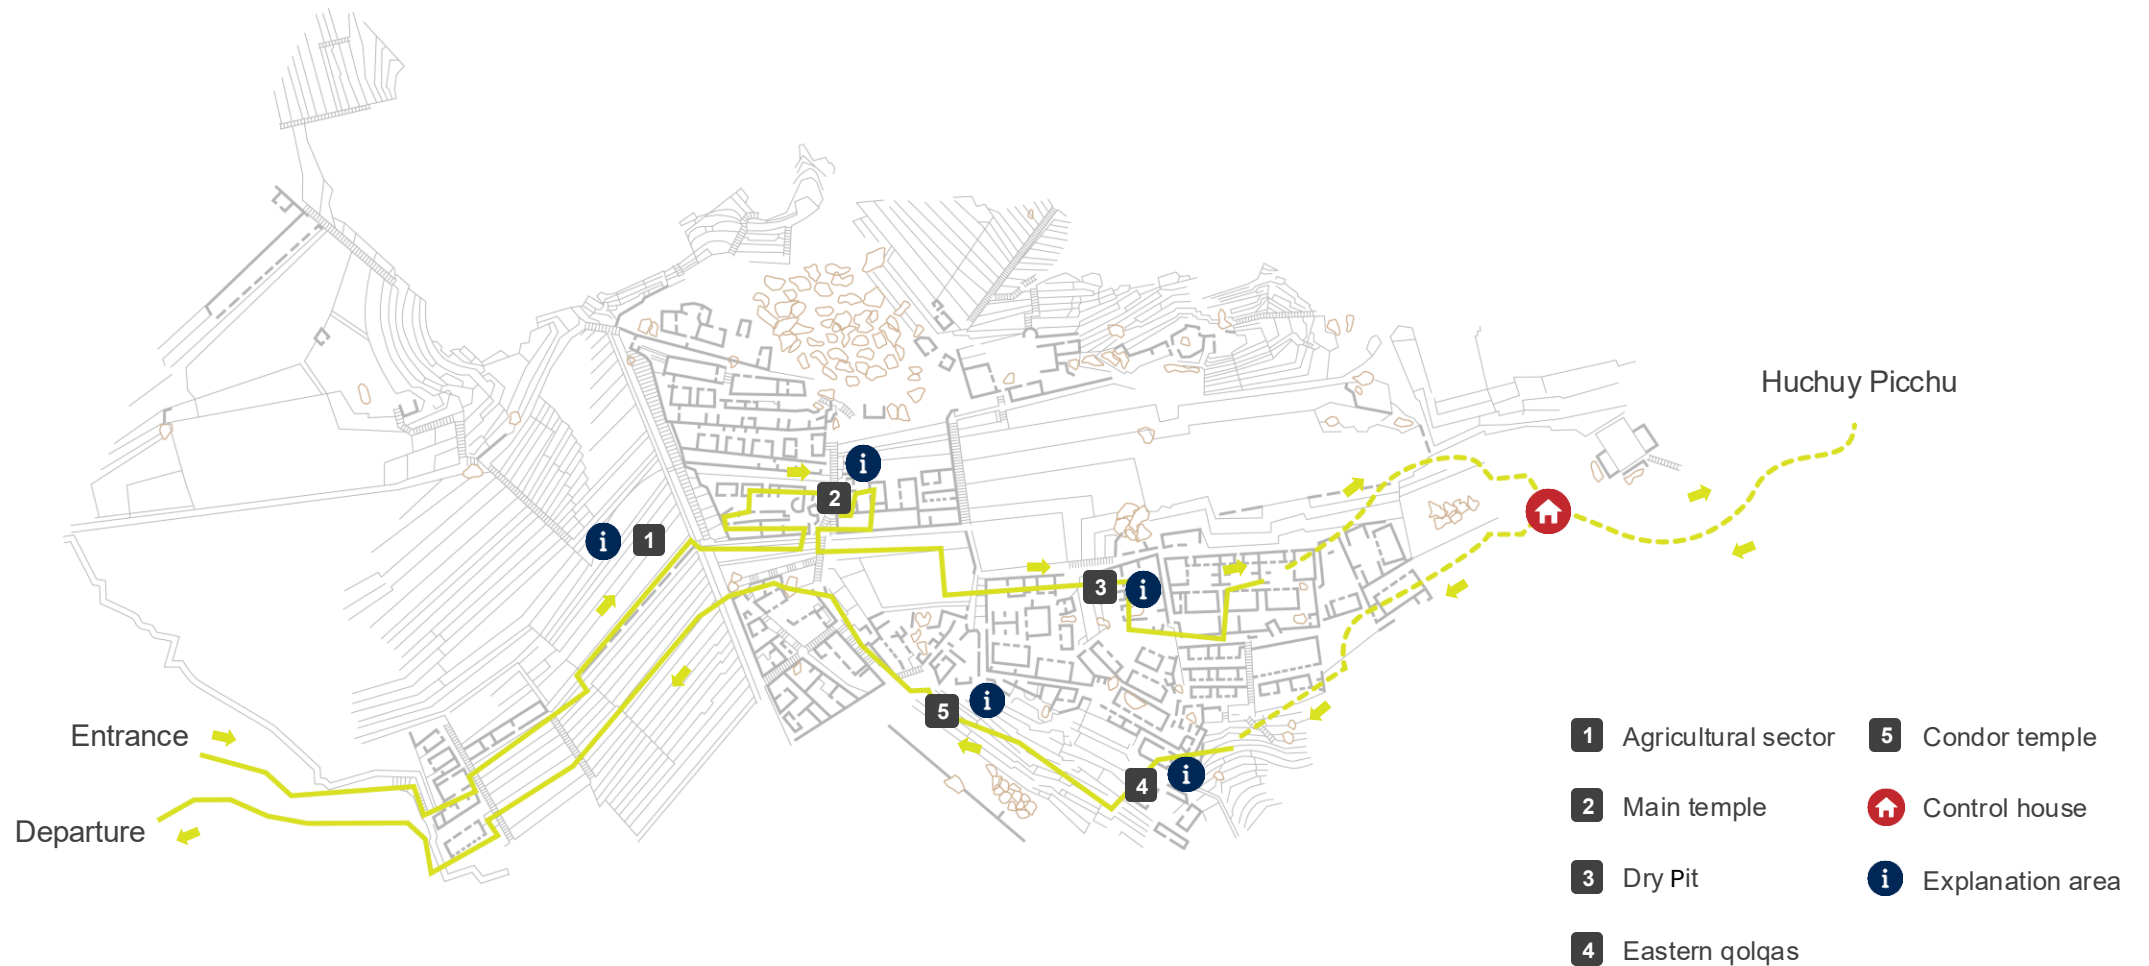 Huchuy Picchu
2
1
3
5
4
Entrance
Departure
1 Agricultural sector
2 Main temple
3 Dry Pit
4 Eastern qolqas
5 Condor temple
Control house
i Explanation area
i
i
i
i
i